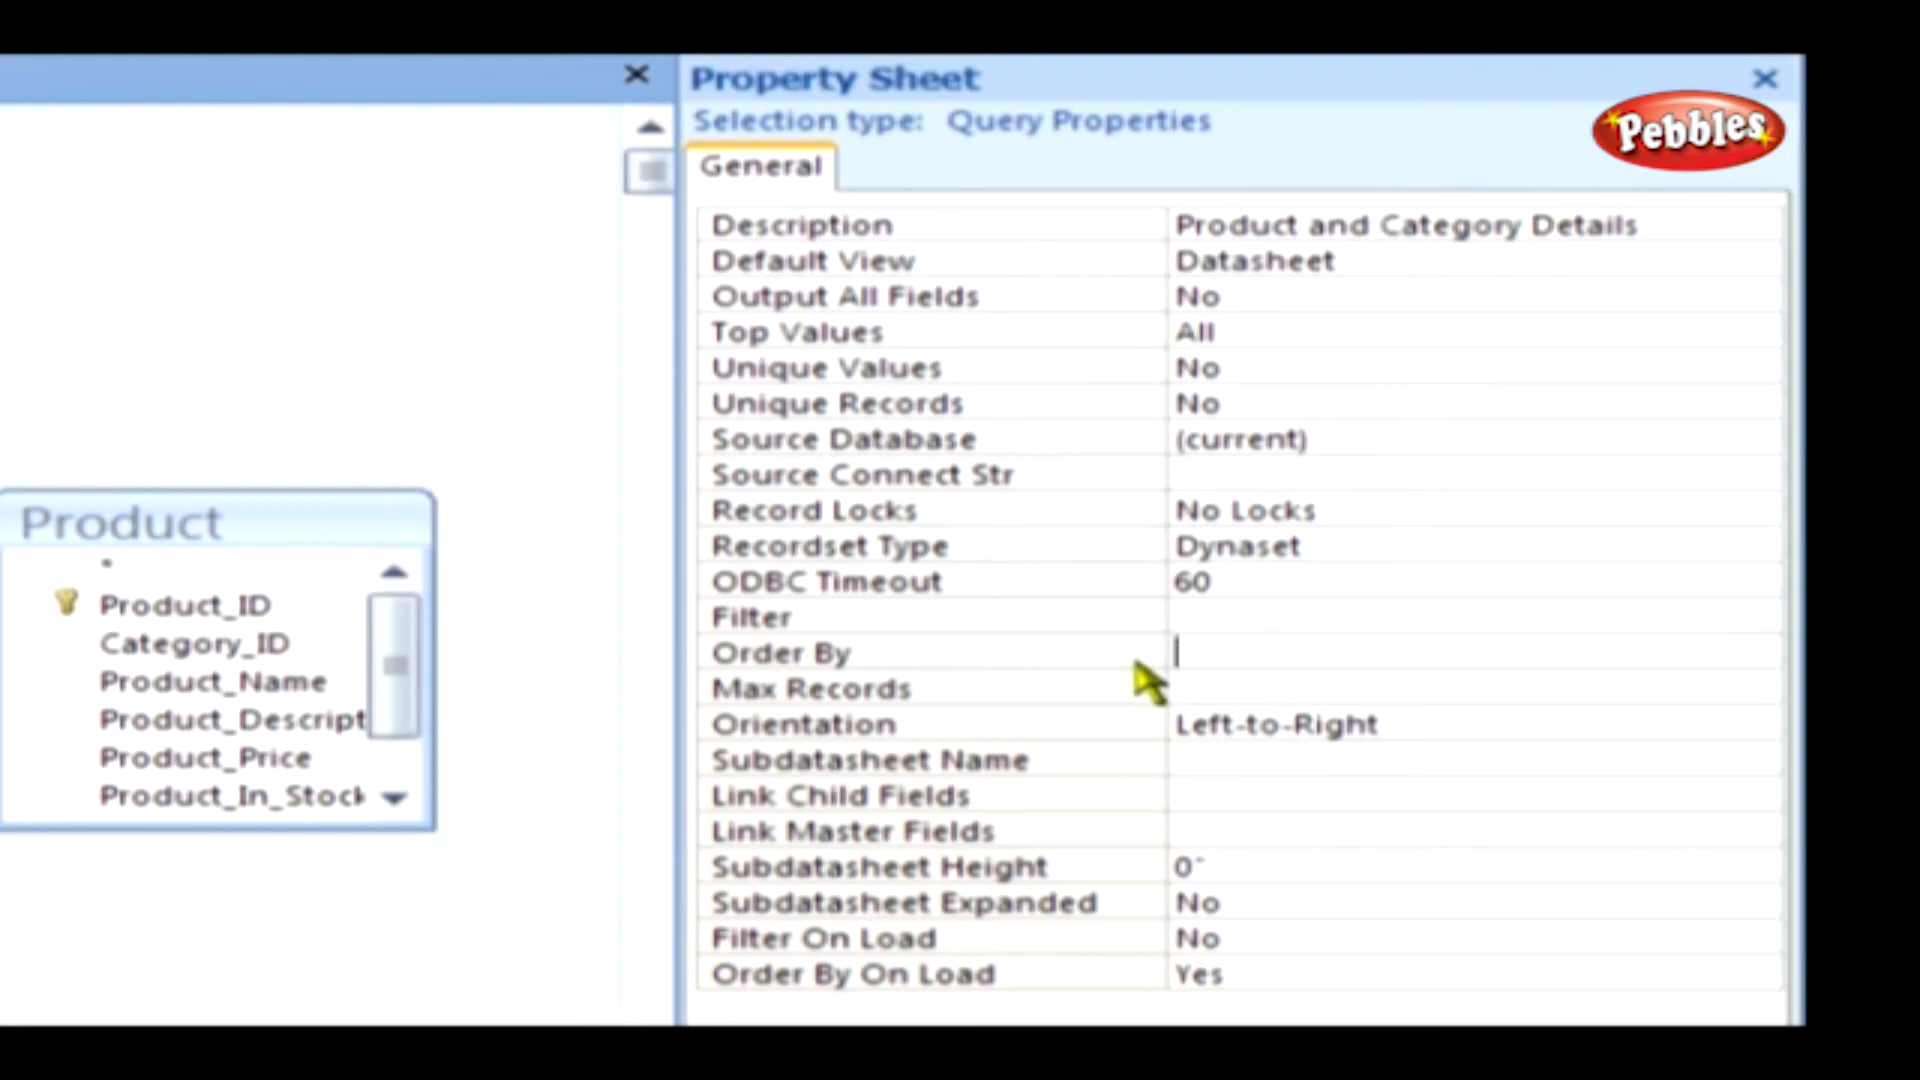 Property Sheet
Selection type: Query Properties
Pebbles
General
Description Product and Category Details
Default View Datasheet
Output All Fields No
Top Values All
Unique Values No
Unique Records No
Source Database (current)
Source Connect Str
Record Locks No Locks
Recordset Type Dynaset
ODBC Timeout 60
Filter
Order By
Max Records
Orientation Left-to-Right
Subdatasheet Name
Link Child Fields
Link Master Fields
Subdatasheet Height 0"
Subdatasheet Expanded No
Filter On Load No
Order By On Load Yes
Product
*
Product_ID
Category_ID
Product_Name
Product_Descript
Product_Price
Product_In_Stock